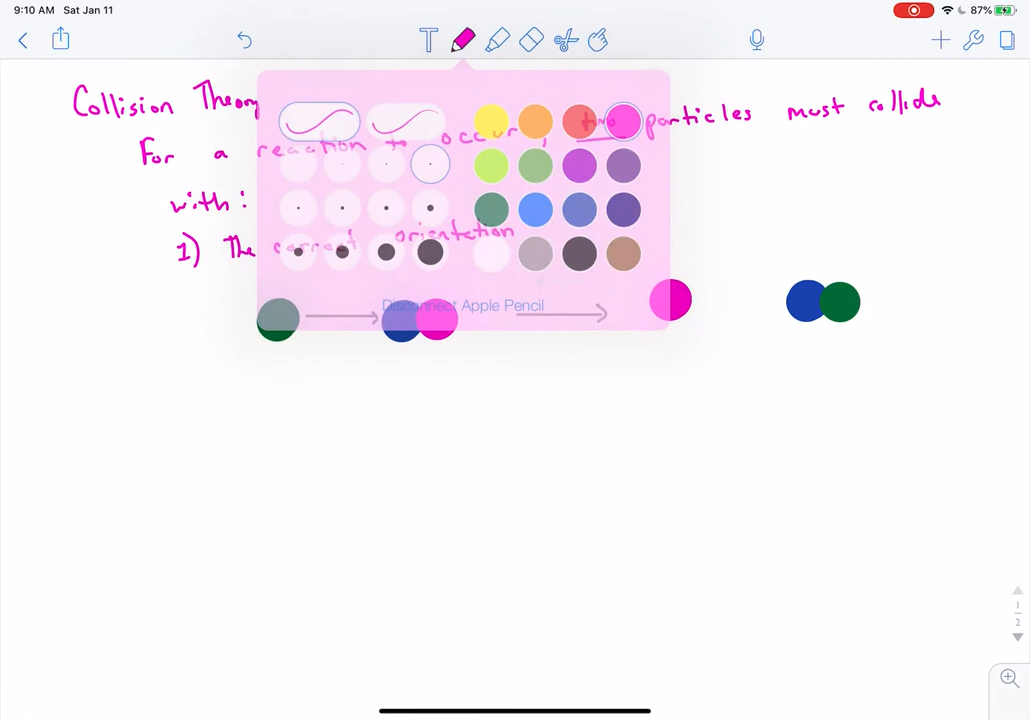 9:10 AM Sat Jan 11
87%
T
Collision Theory
For a reaction to occur, two particles must collide
with:
1) The correct orientation
Disconnect Apple Pencil
1
2